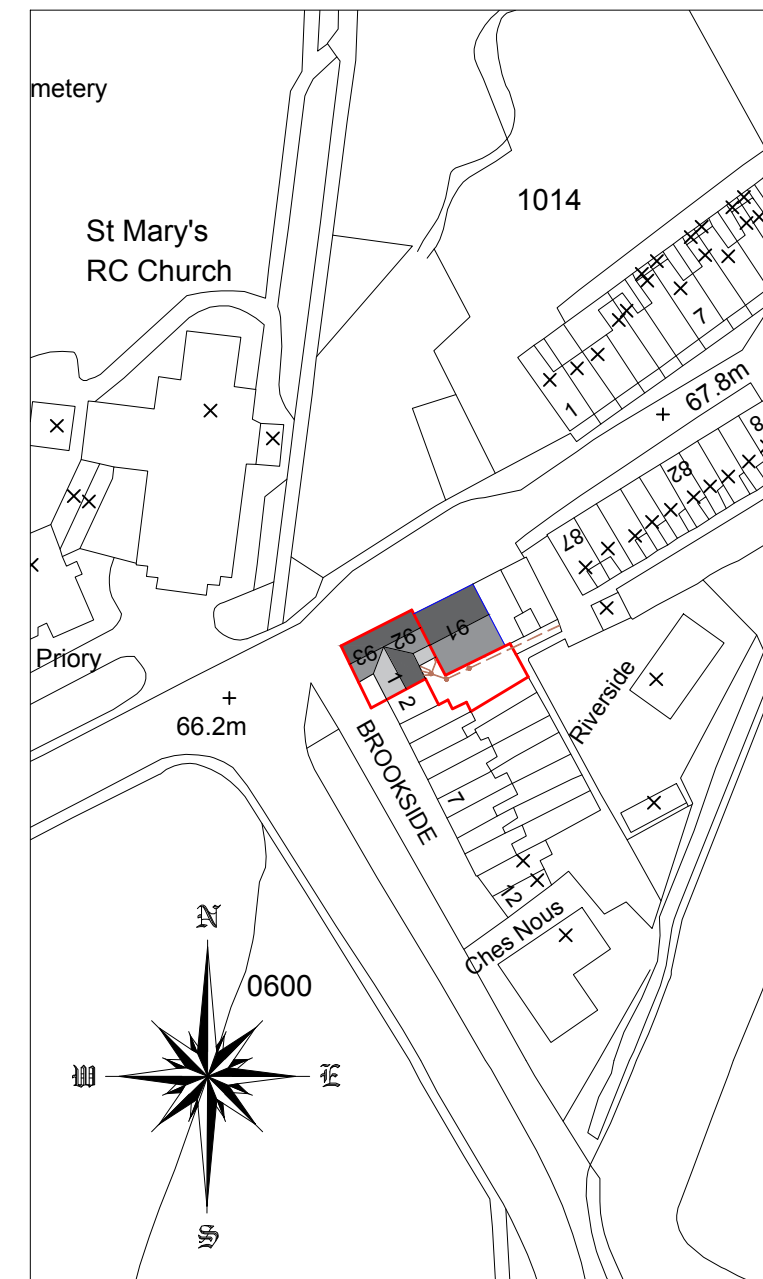 metery
1014
St Mary's
RC Church
7
1
67.8m
8
82
87
91
92
93
1
2
Priory
66.2m
Riverside
BROOKSIDE
7
12
Ches Nous
0600
N
W
E
S